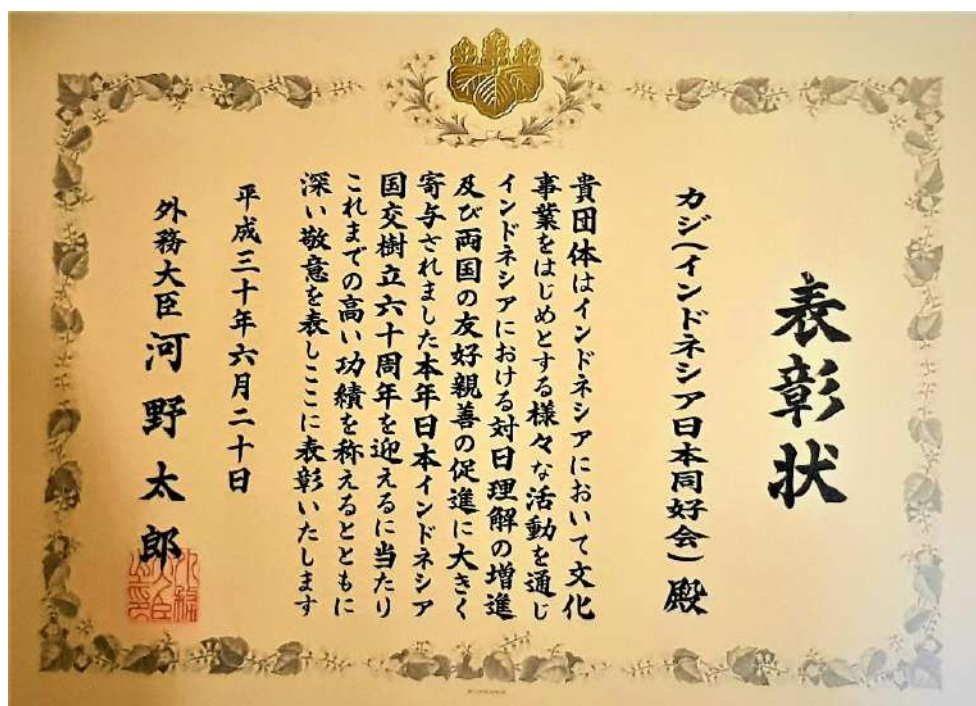 表彰状
カジ(インドネシア日本同好会)殿
貴団体はインドネシアにおいて文化
事業をはじめとする様々な活動を通じ
インドネシアにおける対日理解の増進
及び両国の友好親善の促進に大きく
寄与されました本年日本インドネシア
国交樹立六十周年を迎えるに当たり
これまでの高い功績を称えるとともに
深い敬意を表しここに表彰いたします
平成三十年六月二十日
外務大臣 河野太郎